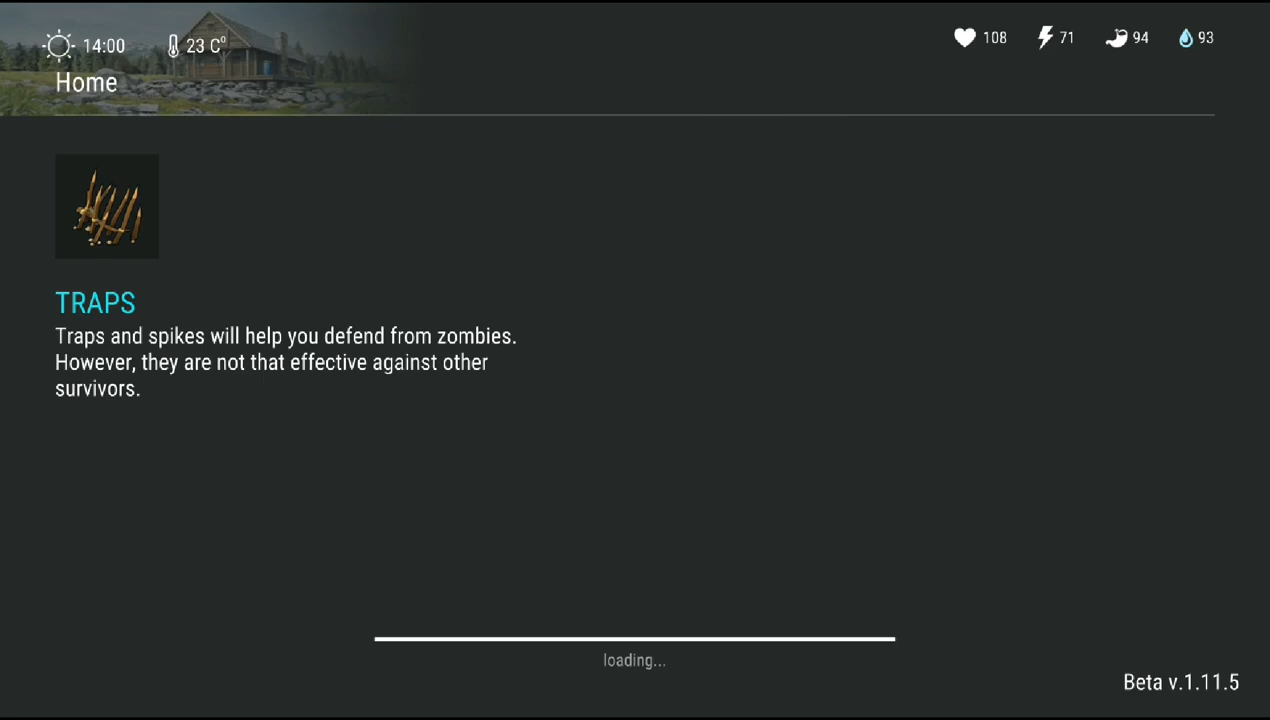 14:00
23 C°
108
71
94
93
Home
TRAPS
Traps and spikes will help you defend from zombies.
However, they are not that effective against other
survivors.
loading...
Beta v.1.11.5